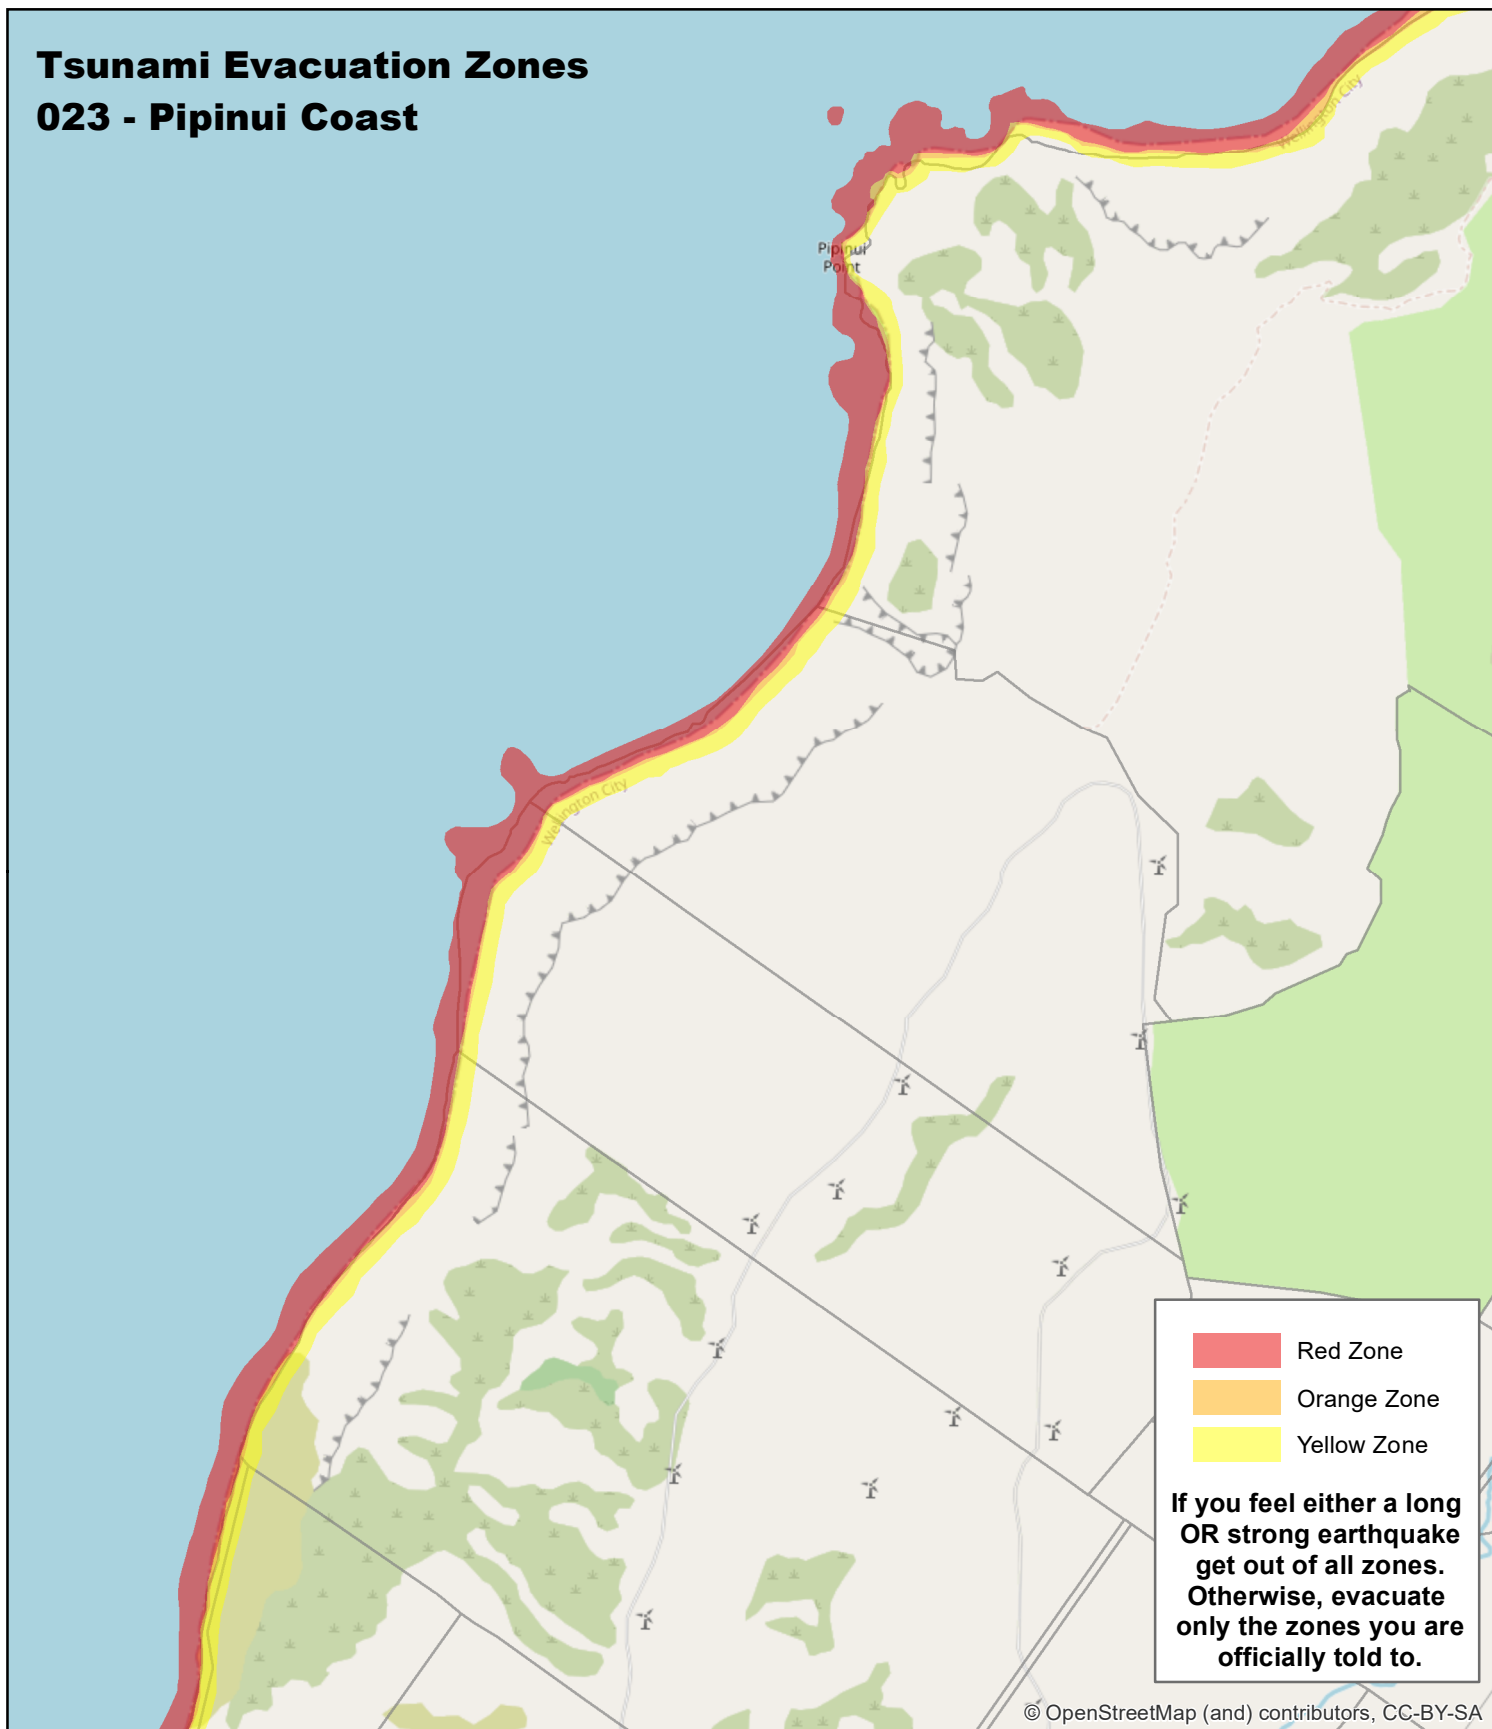 Tsunami Evacuation Zones
023 - Pipinui Coast
Wellington City
Pipinui
Point
Wellington City
Red Zone
Orange Zone
Yellow Zone
If you feel either a long
OR strong earthquake
get out of all zones.
Otherwise, evacuate
only the zones you are
officially told to.
© OpenStreetMap (and) contributors, CC-BY-SA